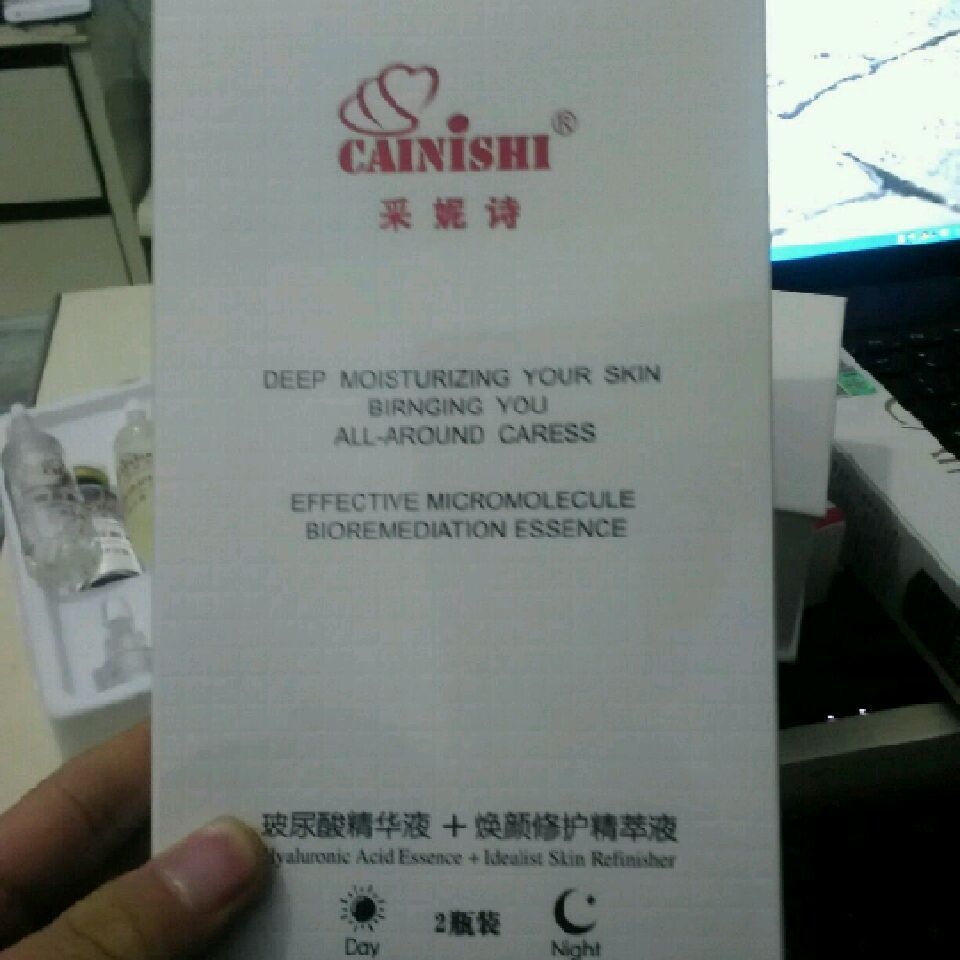 CAINISHI®
采妮诗
DEEP MOISTURIZING YOUR SKIN
BIRNGING YOU
ALL-AROUND CARESS
EFFECTIVE MICROMOLECULE
BIOREMEDIATION ESSENCE
玻尿酸精华液 + 焕颜修护精萃液
yaluronic Acid Essence + Idealist Skin Refinisher
2瓶装
Day
Night